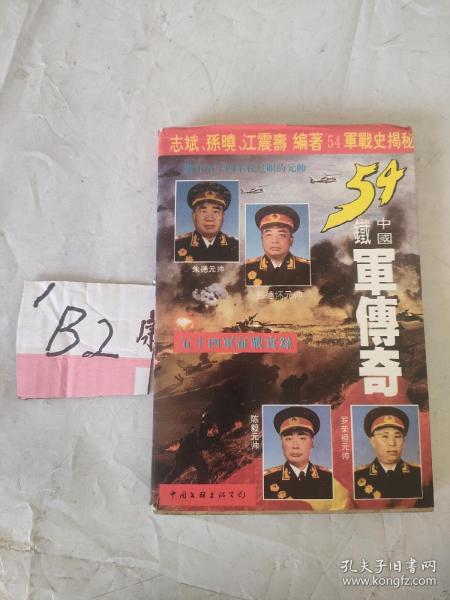 志斌、孫曉、江震壽 編著 54 軍戰史揭秘
54
中國
鐵
軍傳奇
朱德元帅
彭德怀元帅
五十四軍征戰實錄
陈毅元帅
罗荣桓元帅
中国文联出版公司
1
B2
孔夫子旧书网
www.kongfz.com